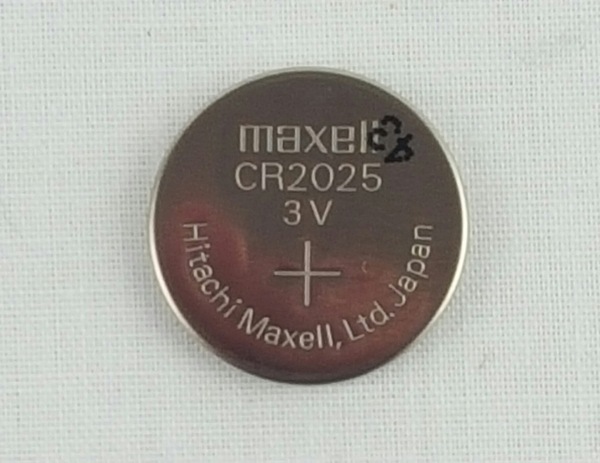 maxell
CR2025
3V
+
Hitachi Maxell, Ltd. Japan